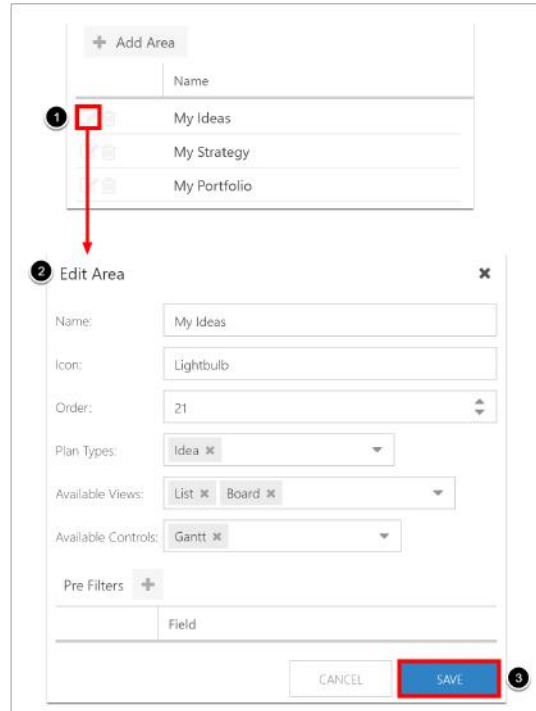 + Add Area
Name
1 My Ideas
My Strategy
My Portfolio
2 Edit Area
Name: My Ideas
Icon: Lightbulb
Order: 21
Plan Types: Idea
Available Views: List Board
Available Controls: Gantt
Pre Filters +
Field
CANCEL SAVE 3